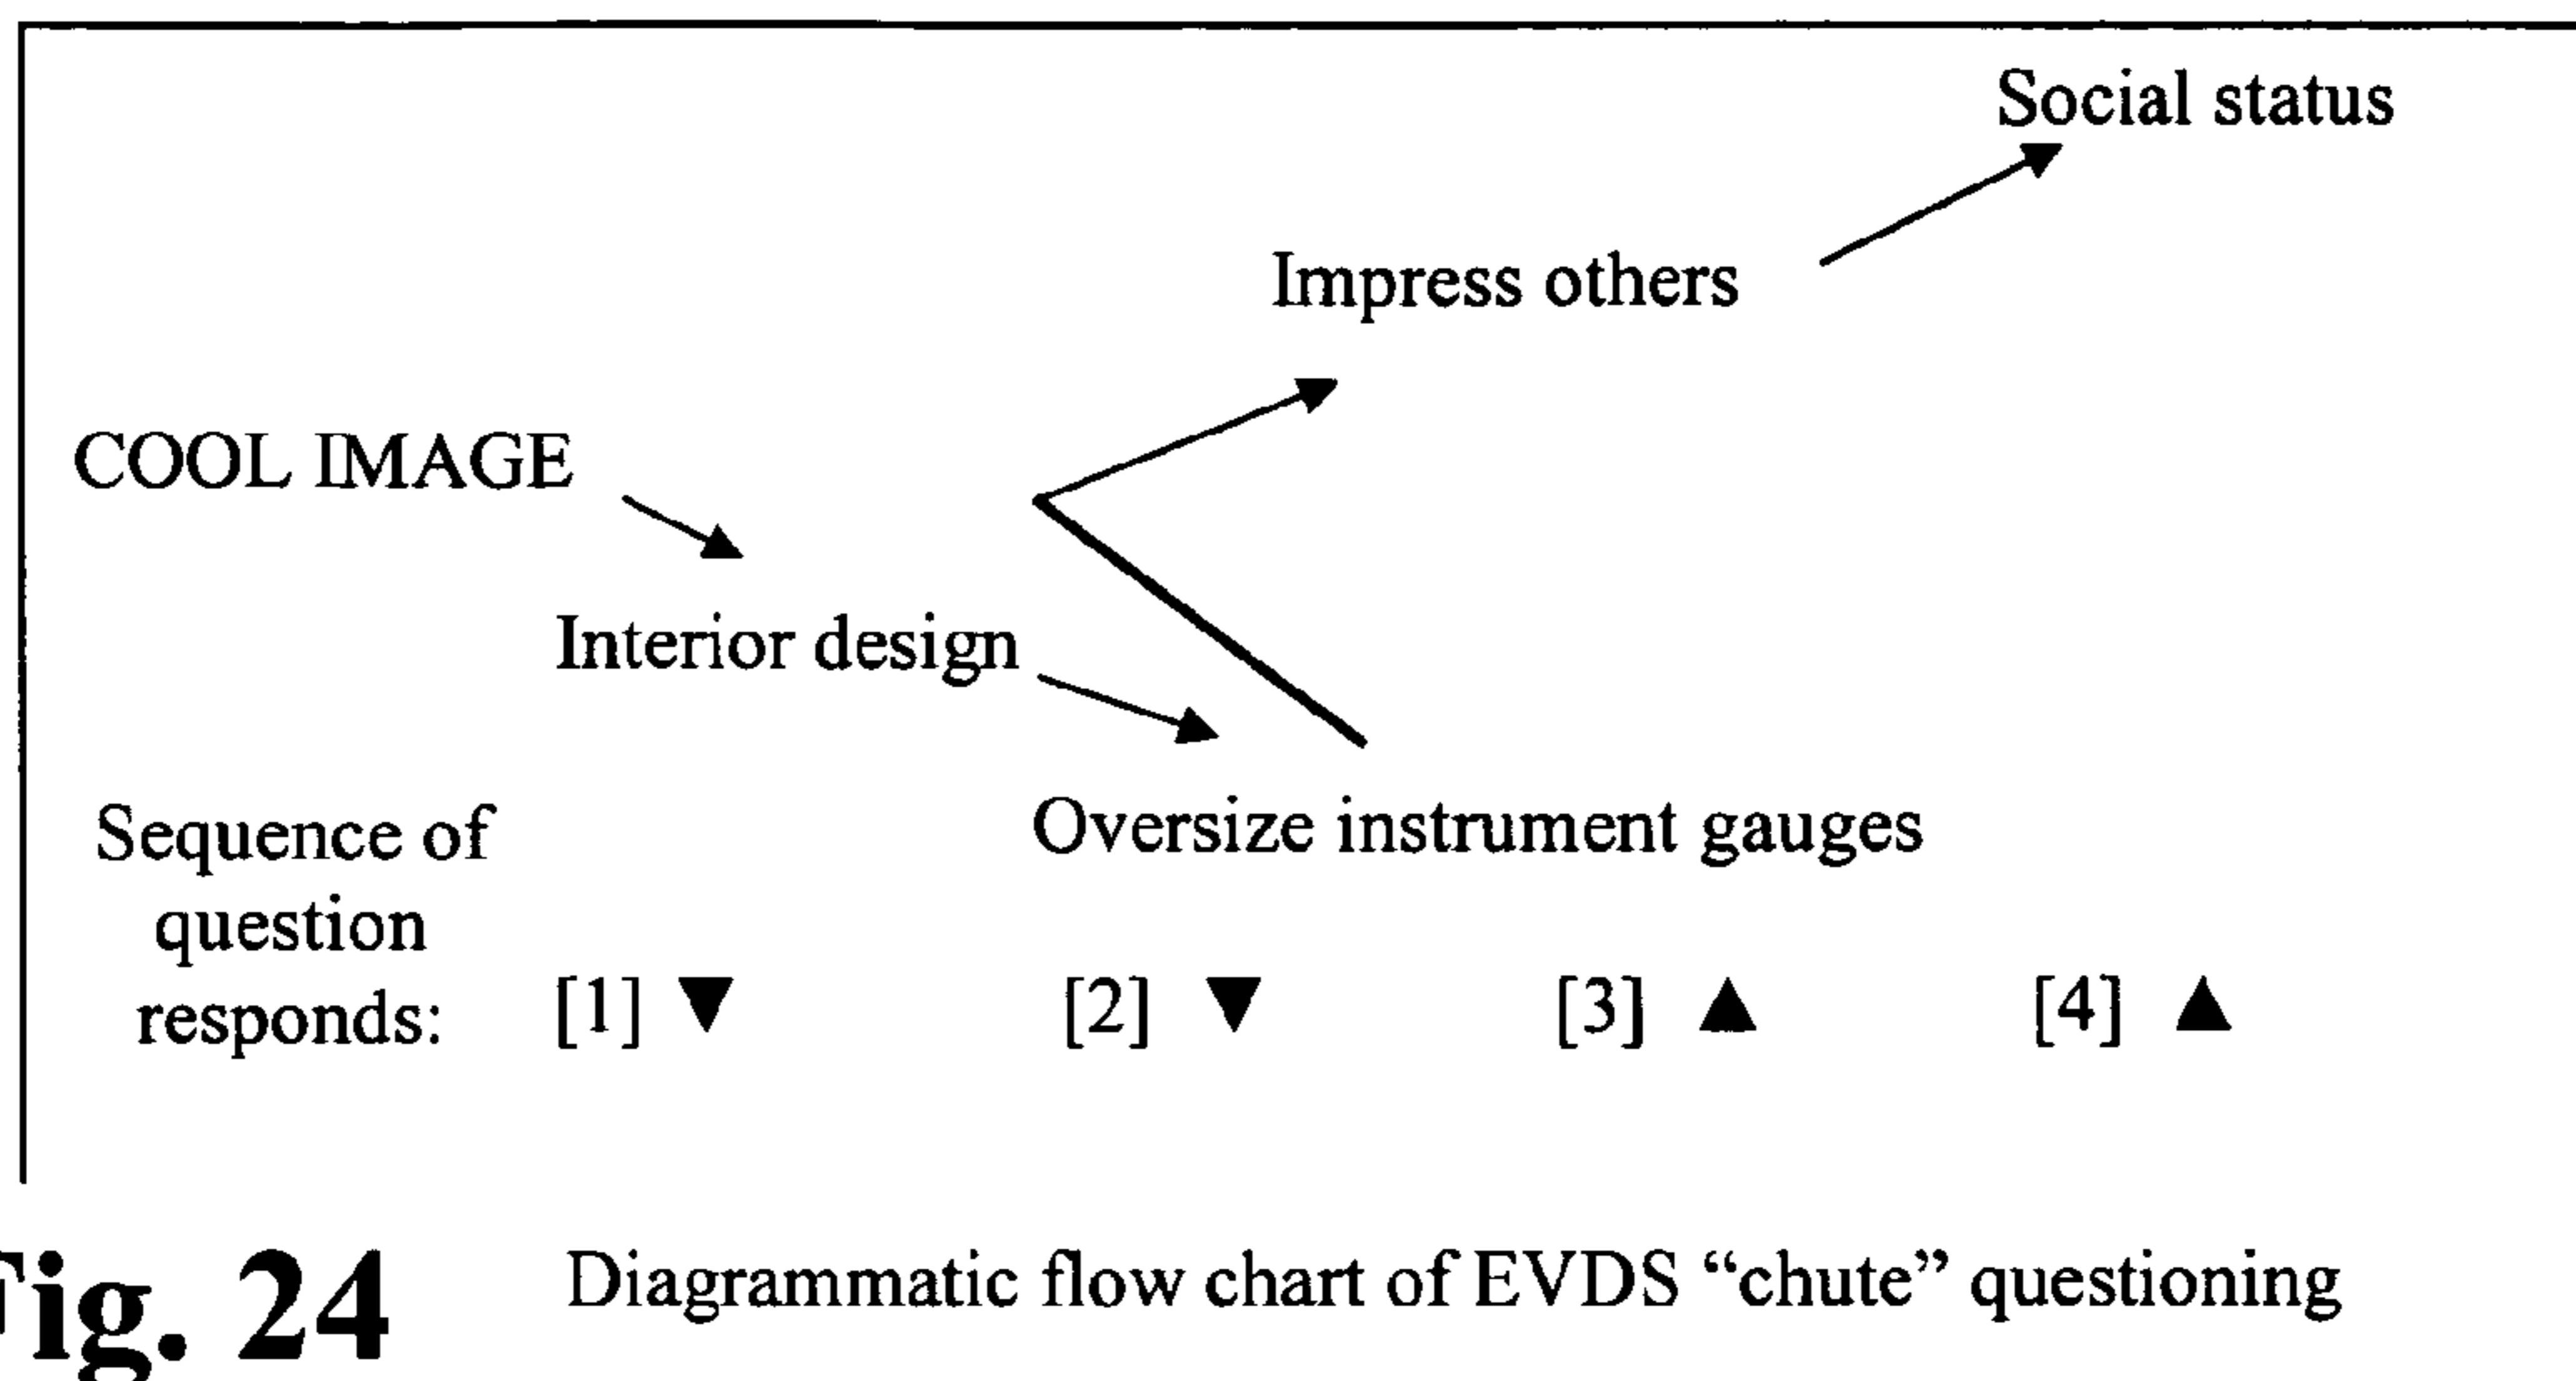 Social status
Impress others
COOL IMAGE
Interior design
Oversize instrument gauges
Sequence of
question
responds:
[1] ▼ [2] ▼ [3] ▲ [4] ▲
Fig. 24 Diagrammatic flow chart of EVDS “chute” questioning